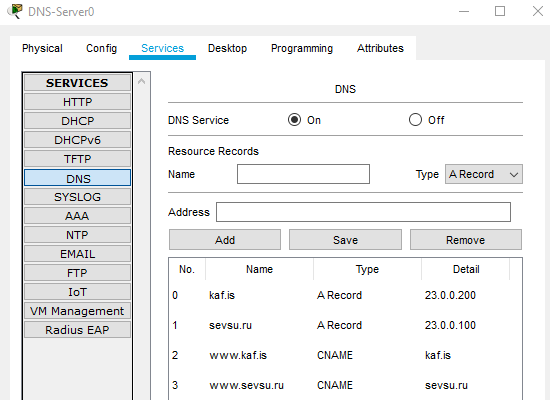 DNS-Server0
Physical Config Services Desktop Programming Attributes
SERVICES
HTTP
DHCP
DHCPv6
TFTP
DNS
SYSLOG
AAA
NTP
EMAIL
FTP
IoT
VM Management
Radius EAP
DNS
DNS Service On Off
Resource Records
Name Type A Record
Address
Add Save Remove
No. Name Type Detail
0 kaf.is A Record 23.0.0.200
1 sevsu.ru A Record 23.0.0.100
2 www.kaf.is CNAME kaf.is
3 www.sevsu.ru CNAME sevsu.ru